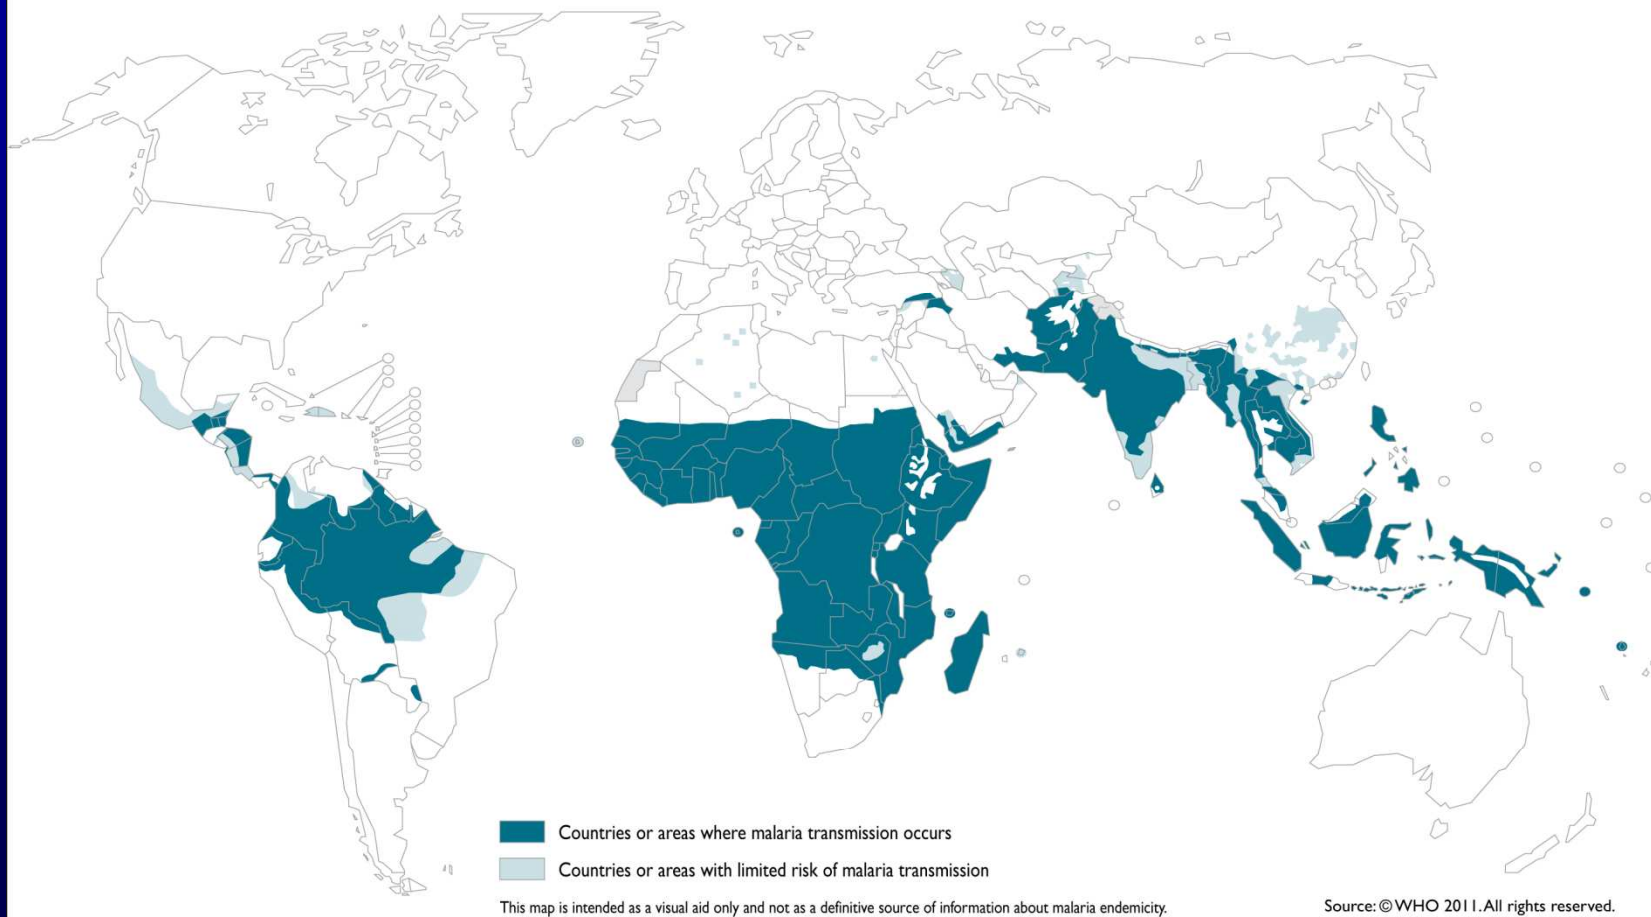 Countries or areas where malaria transmission occurs
Countries or areas with limited risk of malaria transmission
This map is intended as a visual aid only and not as a definitive source of information about malaria endemicity.
Source: © WHO 2011. All rights reserved.